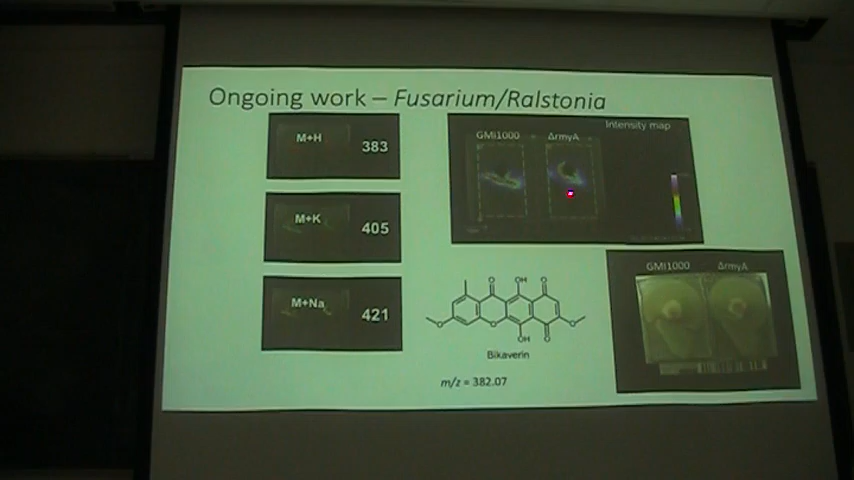 Ongoing work – Fusarium/Ralstonia
M+H
383
M+K
405
M+Na
421
Intensity map
GMI1000
ΔrmyA
OH
O
O
O
O
O
O
OH
Bikaverin
m/z = 382.07
GMI1000
ΔrmyA